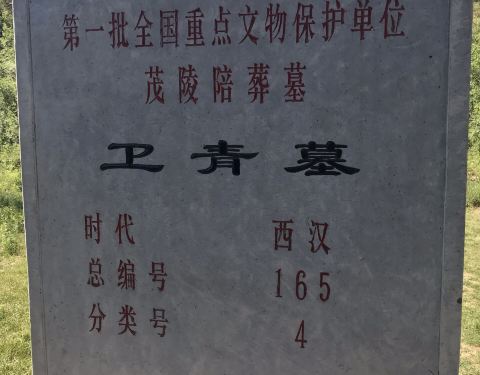 第一批全国重点文物保护单位
茂陵陪葬墓
卫青墓
时代 西汉
总编号 165
分类号 4